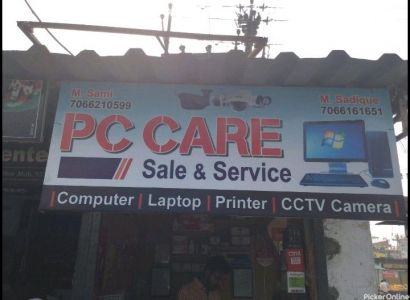 M. Sami
7066210599
M. Sadique
7066161651
PC CARE
Sale & Service
Computer | Laptop | Printer | CCTV Camera |
PickerOnline